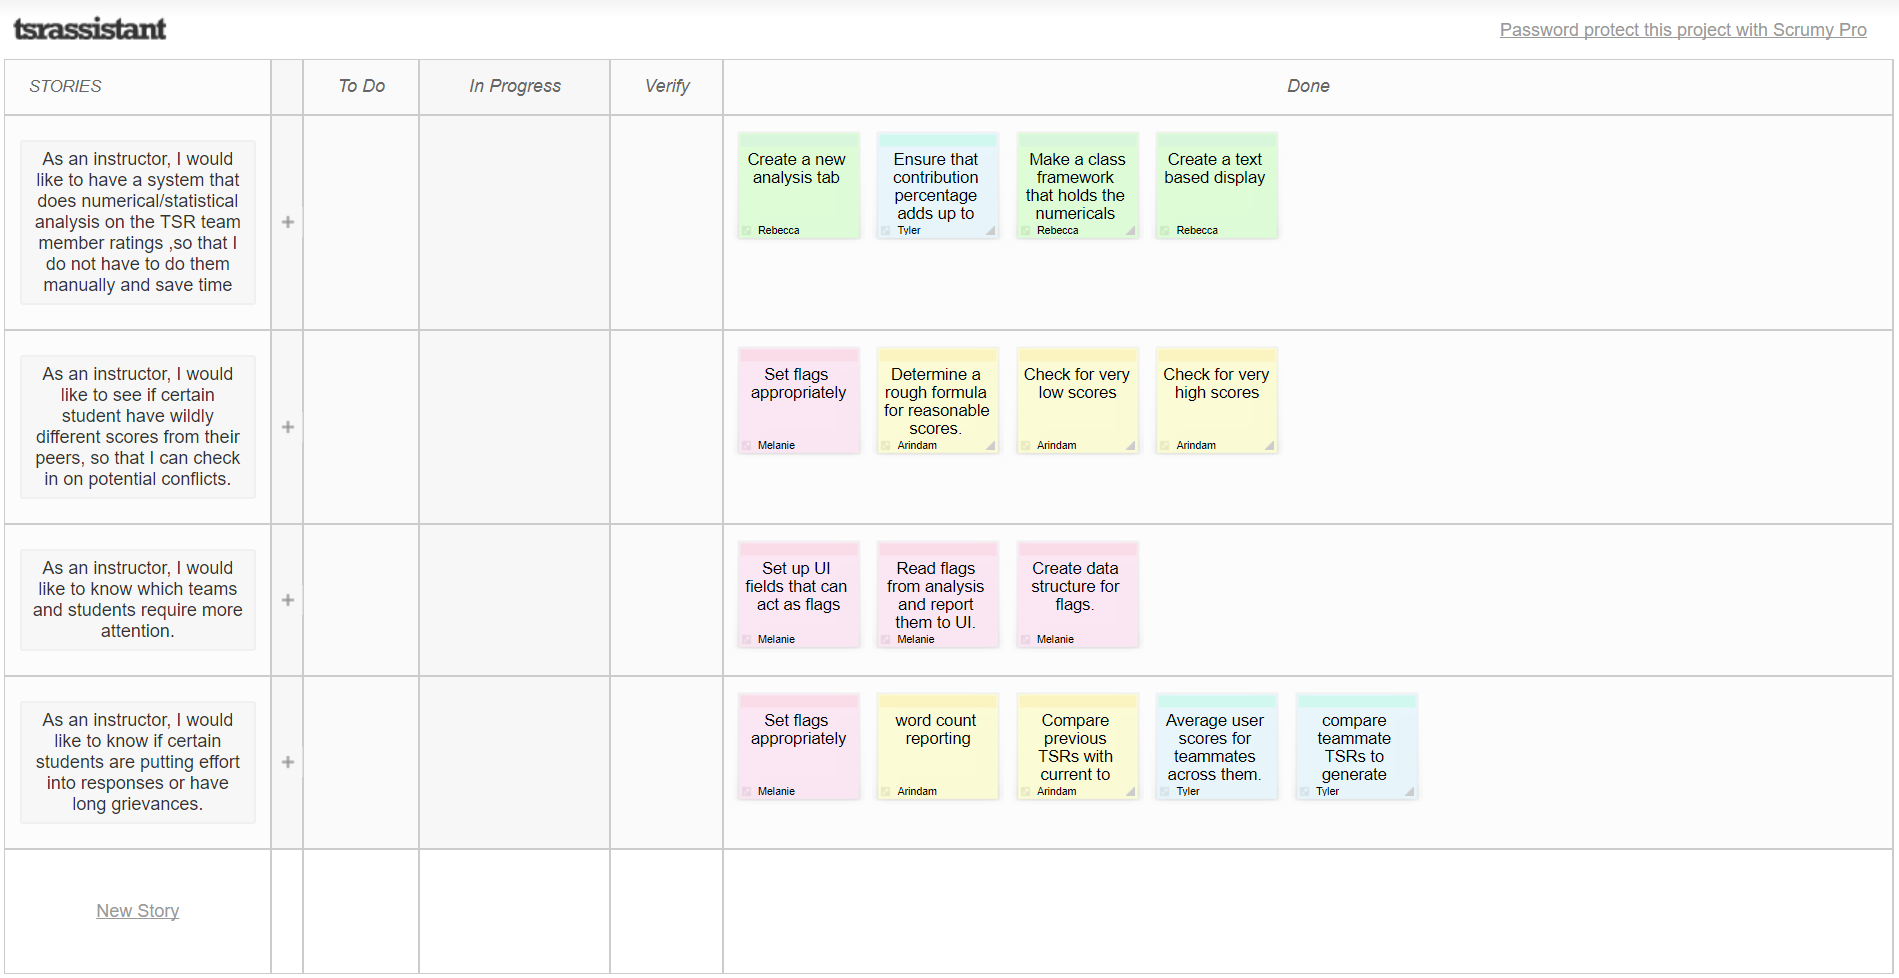 tsrassistant
Password protect this project with Scrumy Pro
STORIES
To Do
In Progress
Verify
Done
As an instructor, I would
like to have a system that
does numerical/statistical
analysis on the TSR team
member ratings ,so that I
do not have to do them
manually and save time
+
Create a new
analysis tab
Rebecca
Ensure that
contribution
percentage
adds up to
Tyler
Make a class
framework
that holds the
numericals
Rebecca
Create a text
based display
Rebecca
As an instructor, I would
like to see if certain
student have wildly
different scores from their
peers, so that I can check
in on potential conflicts.
+
Set flags
appropriately
Melanie
Determine a
rough formula
for reasonable
scores.
Arindam
Check for very
low scores
Arindam
Check for very
high scores
Arindam
As an instructor, I would
like to know which teams
and students require more
attention.
+
Set up UI
fields that can
act as flags
Melanie
Read flags
from analysis
and report
them to UI.
Melanie
Create data
structure for
flags.
Melanie
As an instructor, I would
like to know if certain
students are putting effort
into responses or have
long grievances.
+
Set flags
appropriately
Melanie
word count
reporting
Arindam
Compare
previous
TSRs with
current to
Arindam
Average user
scores for
teammates
across them.
Tyler
compare
teammate
TSRs to
generate
Tyler
New Story